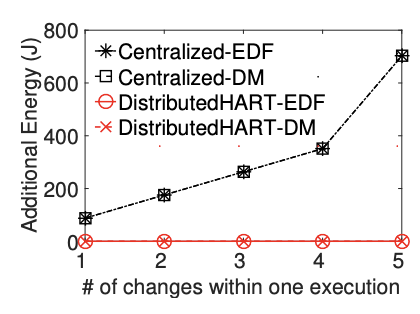 Additional Energy (J)
800
600
400
200
0
Centralized-EDF
Centralized-DM
DistributedHART-EDF
DistributedHART-DM
1 2 3 4 5
# of changes within one execution